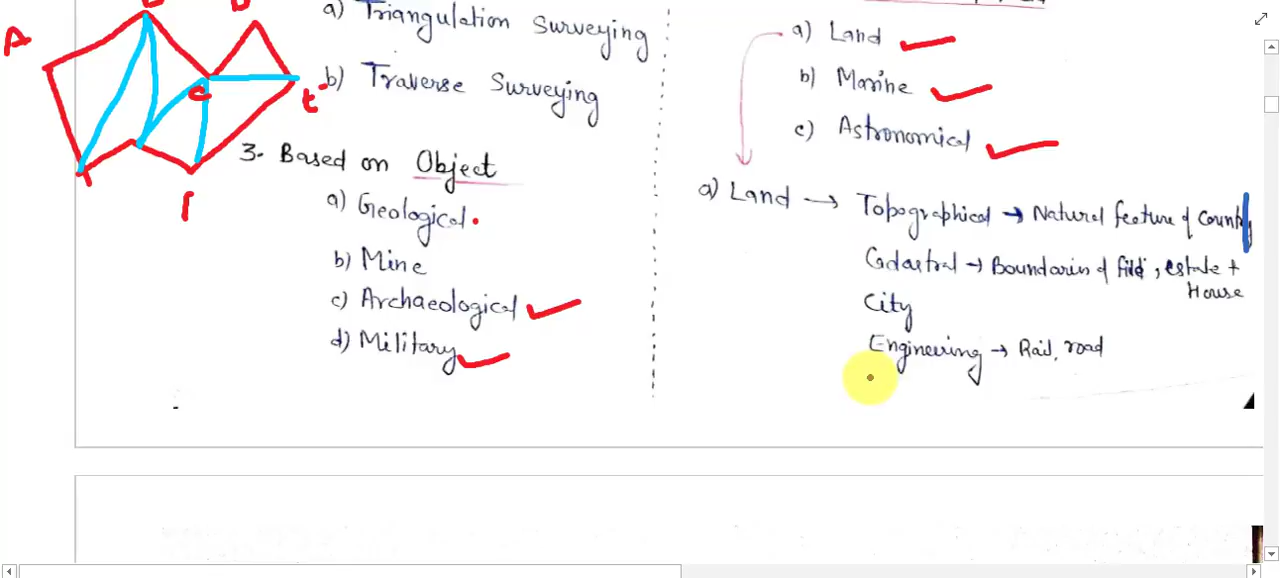 A
a) Triangulation Surveying
b) Traverse Surveying
C
3. Based on Object
a) Geological
b) Mine
c) Archaeological
d) Military
a) Land
b) Marine
c) Astronomical
a) Land → Topographical → Natural feature of Country
Cadastral → Boundaries of field, estate +
House
City
Engineering → Rail, road